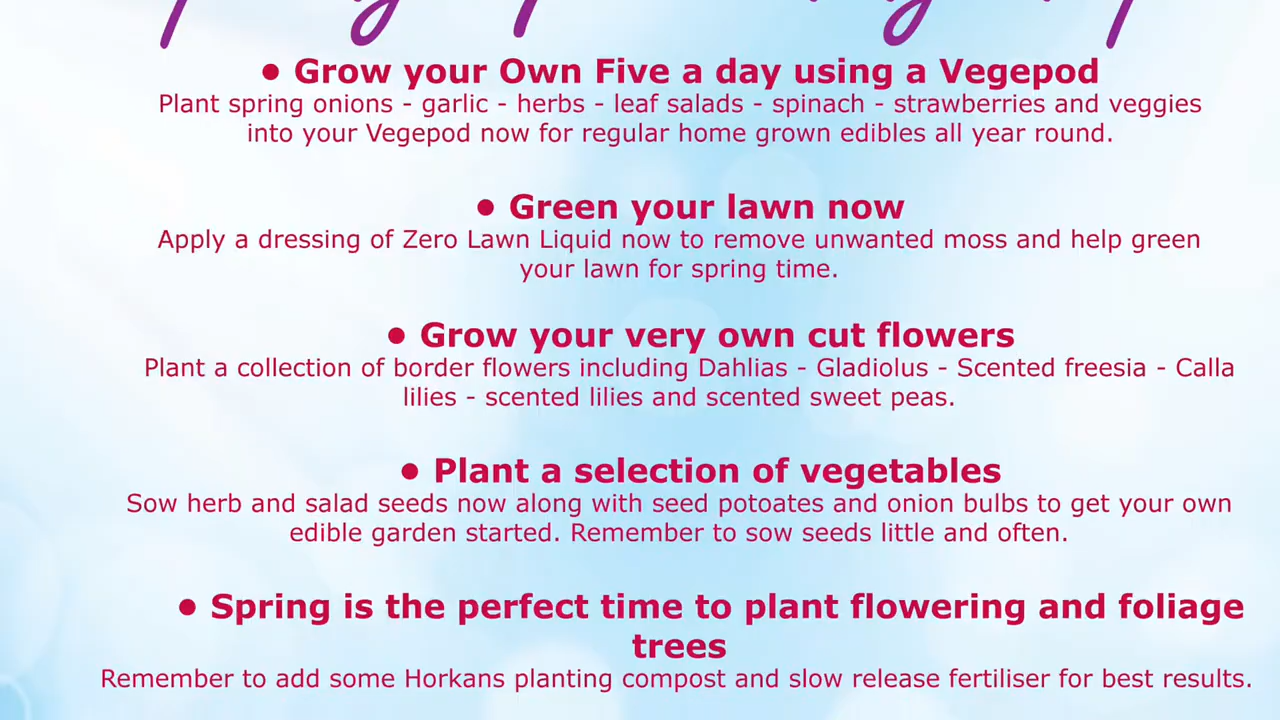 • Grow your Own Five a day using a Vegepod
Plant spring onions - garlic - herbs - leaf salads - spinach - strawberries and veggies
into your Vegepod now for regular home grown edibles all year round.
• Green your lawn now
Apply a dressing of Zero Lawn Liquid now to remove unwanted moss and help green
your lawn for spring time.
• Grow your very own cut flowers
Plant a collection of border flowers including Dahlias - Gladiolus - Scented freesia - Calla
lilies - scented lilies and scented sweet peas.
• Plant a selection of vegetables
Sow herb and salad seeds now along with seed potoates and onion bulbs to get your own
edible garden started. Remember to sow seeds little and often.
• Spring is the perfect time to plant flowering and foliage
trees
Remember to add some Horkans planting compost and slow release fertiliser for best results.